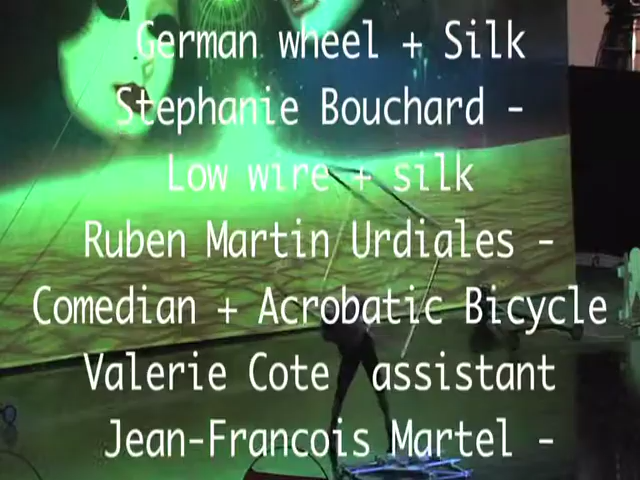 German wheel + Silk
Stephanie Bouchard -
Low wire + silk
Ruben Martin Urdiales -
Comedian + Acrobatic Bicycle
Valerie Cote  assistant
Jean-Francois Martel -